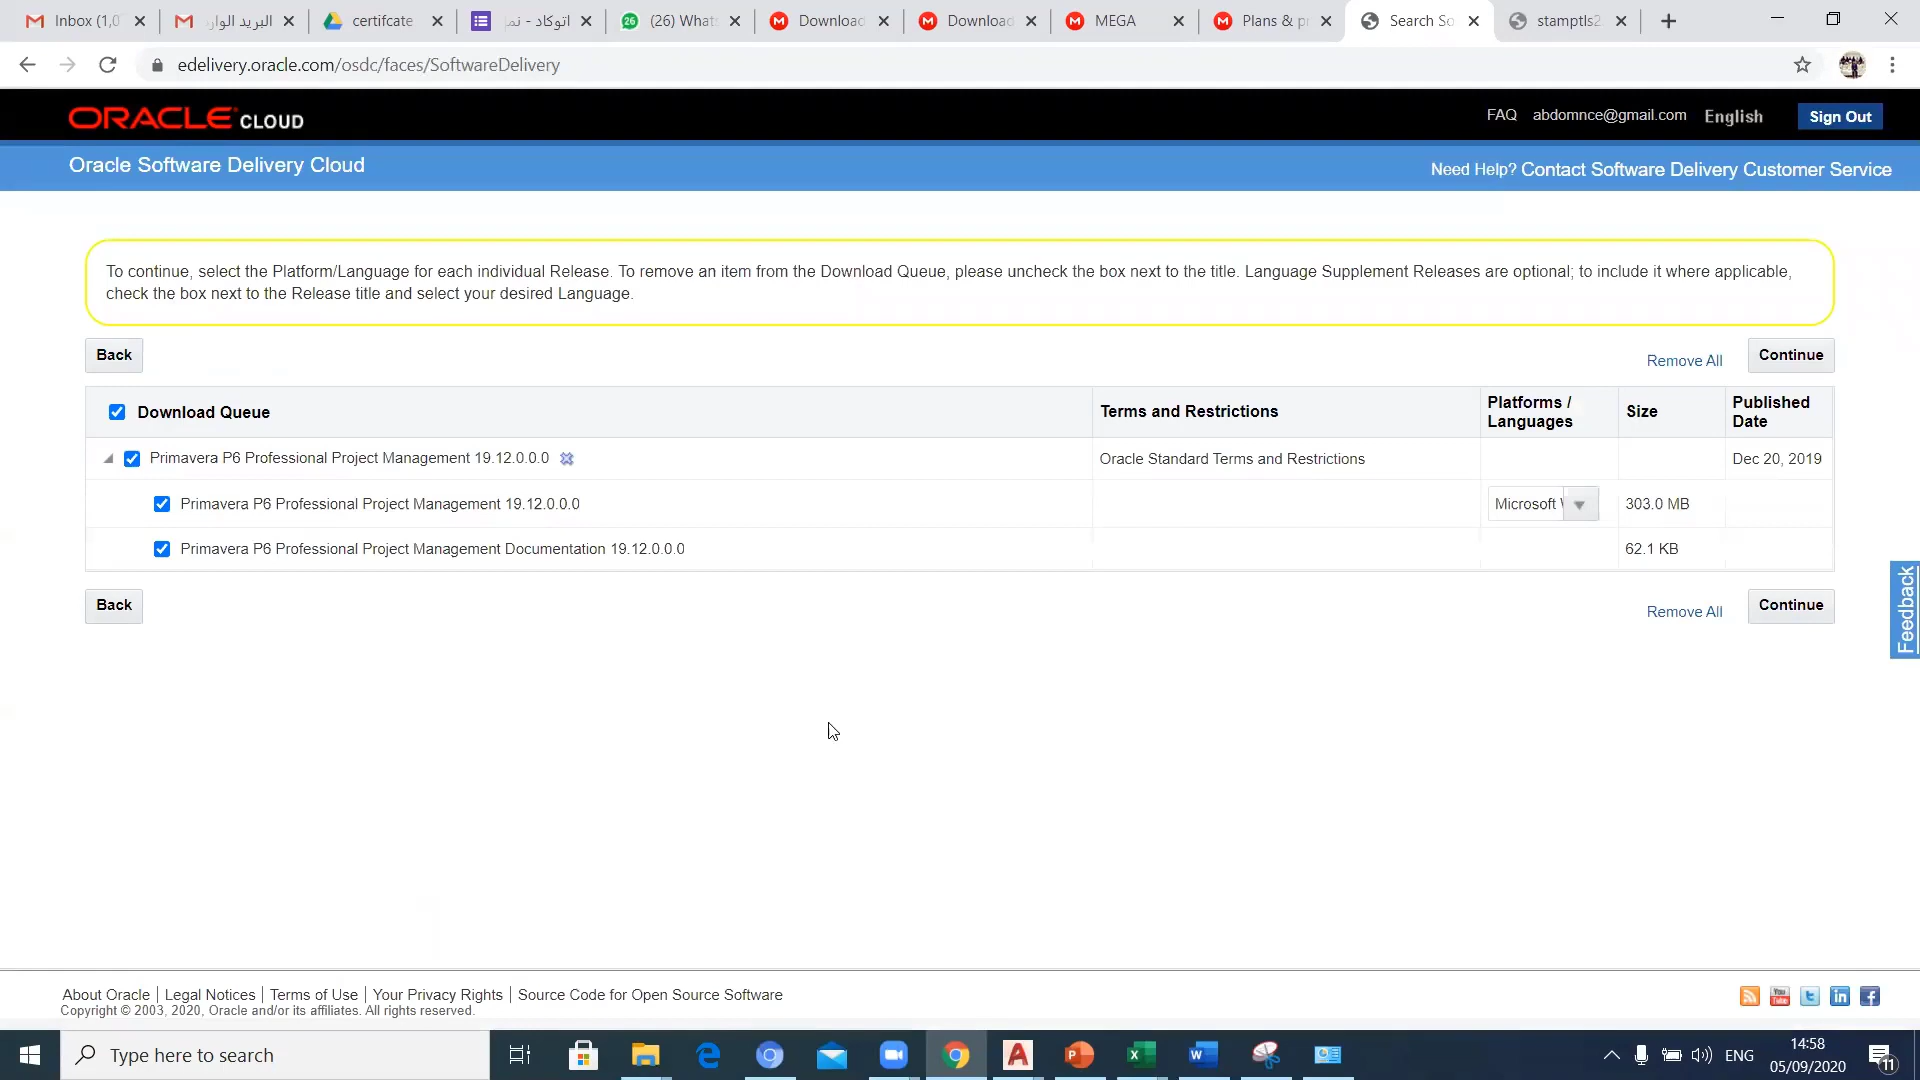 Inbox (1,0
البريد الوار
certifcate
اتوكاد - نم
(26) What
Download
Download
MEGA
Plans & pr
Search So
stamptls2
edelivery.oracle.com/osdc/faces/SoftwareDelivery
ORACLE CLOUD
FAQ
abdomnce@gmail.com
English
Sign Out
Oracle Software Delivery Cloud
Need Help? Contact Software Delivery Customer Service
To continue, select the Platform/Language for each individual Release. To remove an item from the Download Queue, please uncheck the box next to the title. Language Supplement Releases are optional; to include it where applicable,
check the box next to the Release title and select your desired Language.
Back
Remove All
Continue
Download Queue
Terms and Restrictions
Platforms /
Languages
Size
Published
Date
Primavera P6 Professional Project Management 19.12.0.0.0
Oracle Standard Terms and Restrictions
Dec 20, 2019
Primavera P6 Professional Project Management 19.12.0.0.0
Microsoft
303.0 MB
Primavera P6 Professional Project Management Documentation 19.12.0.0.0
62.1 KB
Back
Remove All
Continue
Feedback
About Oracle | Legal Notices | Terms of Use | Your Privacy Rights | Source Code for Open Source Software
Copyright © 2003, 2020, Oracle and/or its affiliates. All rights reserved.
Type here to search
ENG
14:58
05/09/2020
11